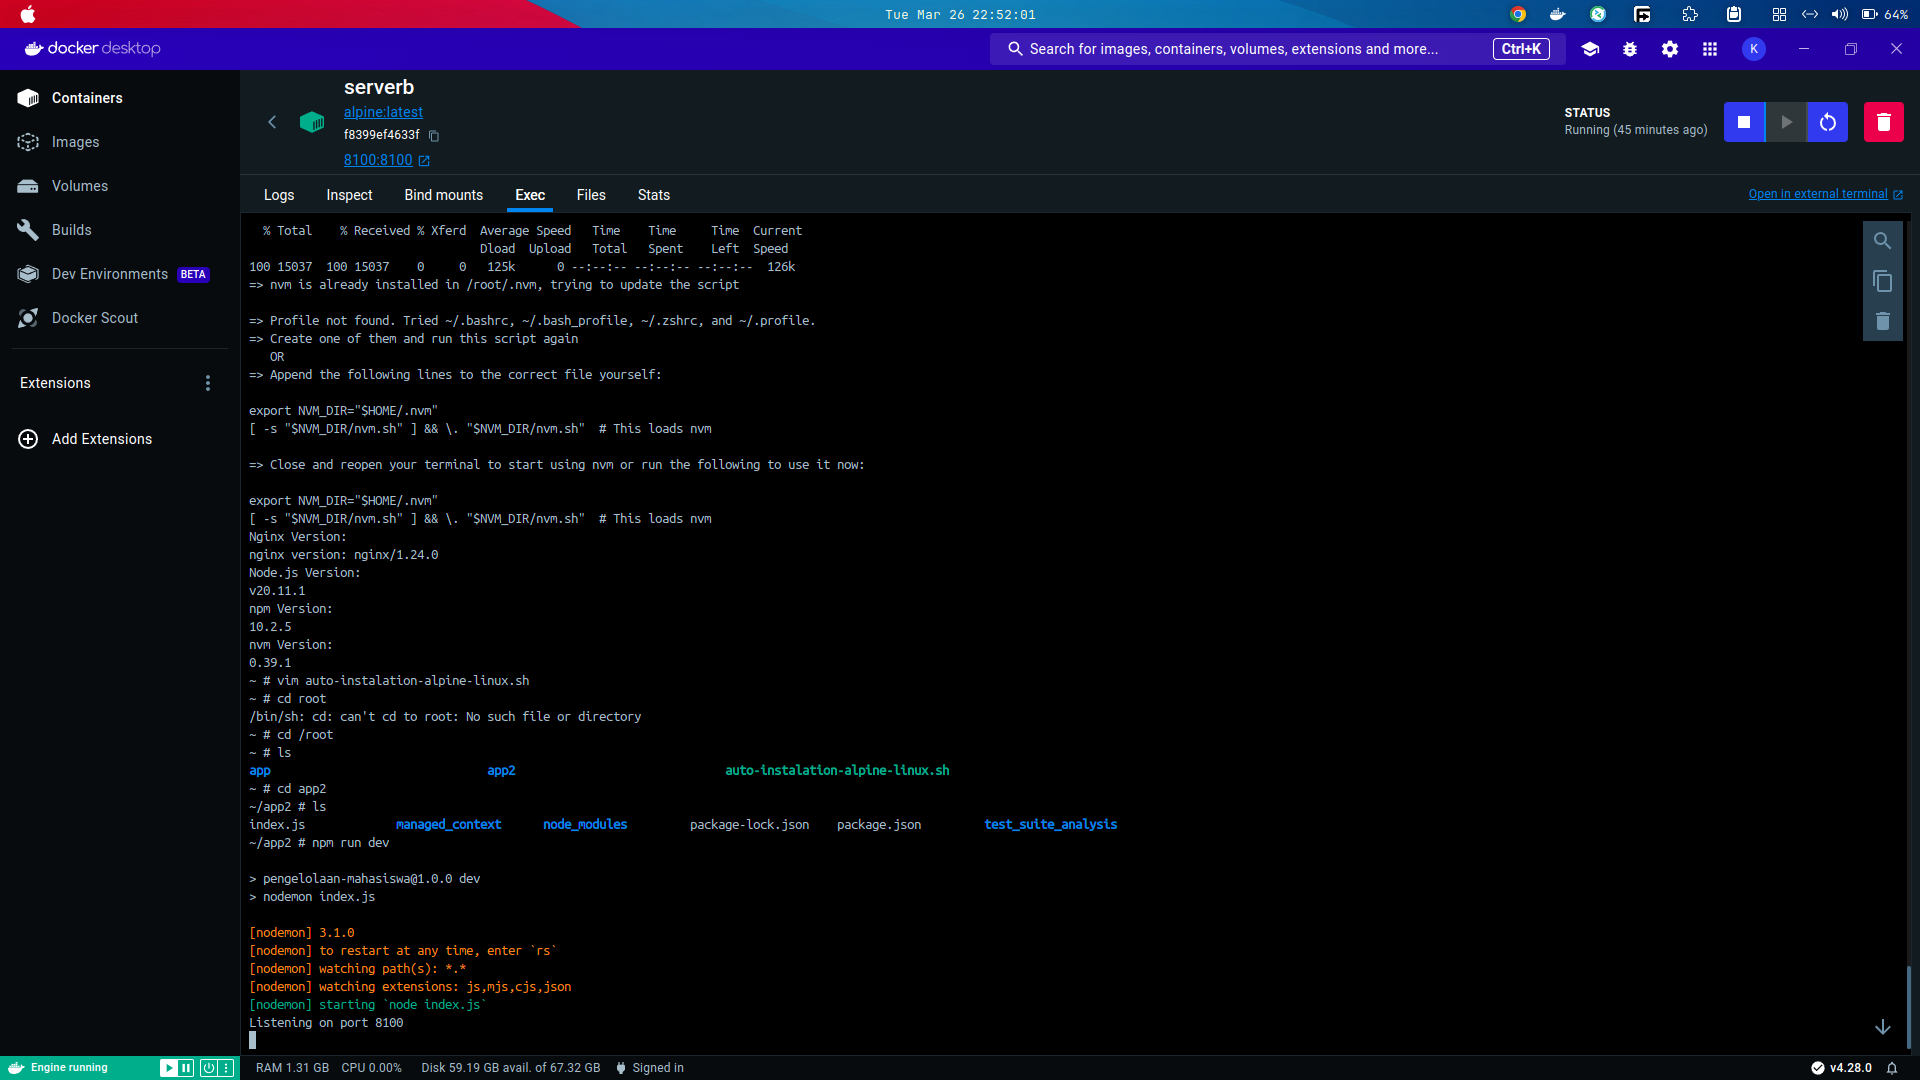 Tue Mar 26 22:52:01
64%
docker desktop
Search for images, containers, volumes, extensions and more...
Ctrl+K
K
Containers
Images
Volumes
Builds
Dev Environments BETA
Docker Scout
Extensions
Add Extensions
serverb
alpine:latest
f8399ef4633f
8100:8100
STATUS
Running (45 minutes ago)
Logs Inspect Bind mounts Exec Files Stats
Open in external terminal
% Total % Received % Xferd Average Speed Time Time Time Current
Dload Upload Total Spent Left Speed
100 15037 100 15037 0 0 125k 0 --:--:-- --:--:-- --:--:-- 126k
=> nvm is already installed in /root/.nvm, trying to update the script
=> Profile not found. Tried ~/.bashrc, ~/.bash_profile, ~/.zshrc, and ~/.profile.
=> Create one of them and run this script again
OR
=> Append the following lines to the correct file yourself:
export NVM_DIR="$HOME/.nvm"
[ -s "$NVM_DIR/nvm.sh" ] && \. "$NVM_DIR/nvm.sh" # This loads nvm
=> Close and reopen your terminal to start using nvm or run the following to use it now:
export NVM_DIR="$HOME/.nvm"
[ -s "$NVM_DIR/nvm.sh" ] && \. "$NVM_DIR/nvm.sh" # This loads nvm
Nginx Version:
nginx version: nginx/1.24.0
Node.js Version:
v20.11.1
npm Version:
10.2.5
nvm Version:
0.39.1
~ # vim auto-instalation-alpine-linux.sh
~ # cd root
/bin/sh: cd: can't cd to root: No such file or directory
~ # cd /root
~ # ls
app app2 auto-instalation-alpine-linux.sh
~ # cd app2
~/app2 # ls
index.js managed_context node_modules package-lock.json package.json test_suite_analysis
~/app2 # npm run dev
> pengelolaan-mahasiswa@1.0.0 dev
> nodemon index.js
[nodemon] 3.1.0
[nodemon] to restart at any time, enter `rs`
[nodemon] watching path(s): *.*
[nodemon] watching extensions: js,mjs,cjs,json
[nodemon] starting `node index.js`
Listening on port 8100
Engine running
RAM 1.31 GB CPU 0.00% Disk 59.19 GB avail. of 67.32 GB Signed in
v4.28.0